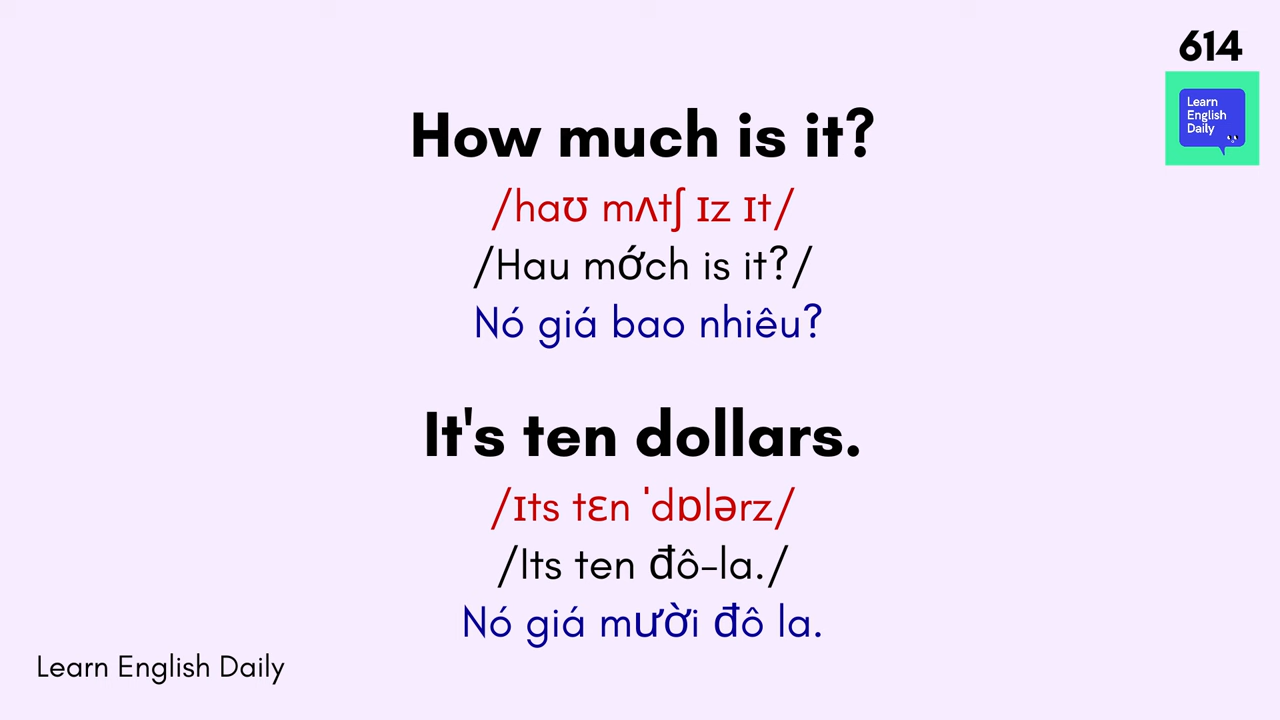 614
Learn
English
Daily
How much is it?
/haʊ mʌtʃ ɪz ɪt/
/Hau mớch is it?/
Nó giá bao nhiêu?
It's ten dollars.
/ɪts tɛn ˈdɒlərz/
/Its ten đô-la./
Nó giá mười đô la.
Learn English Daily